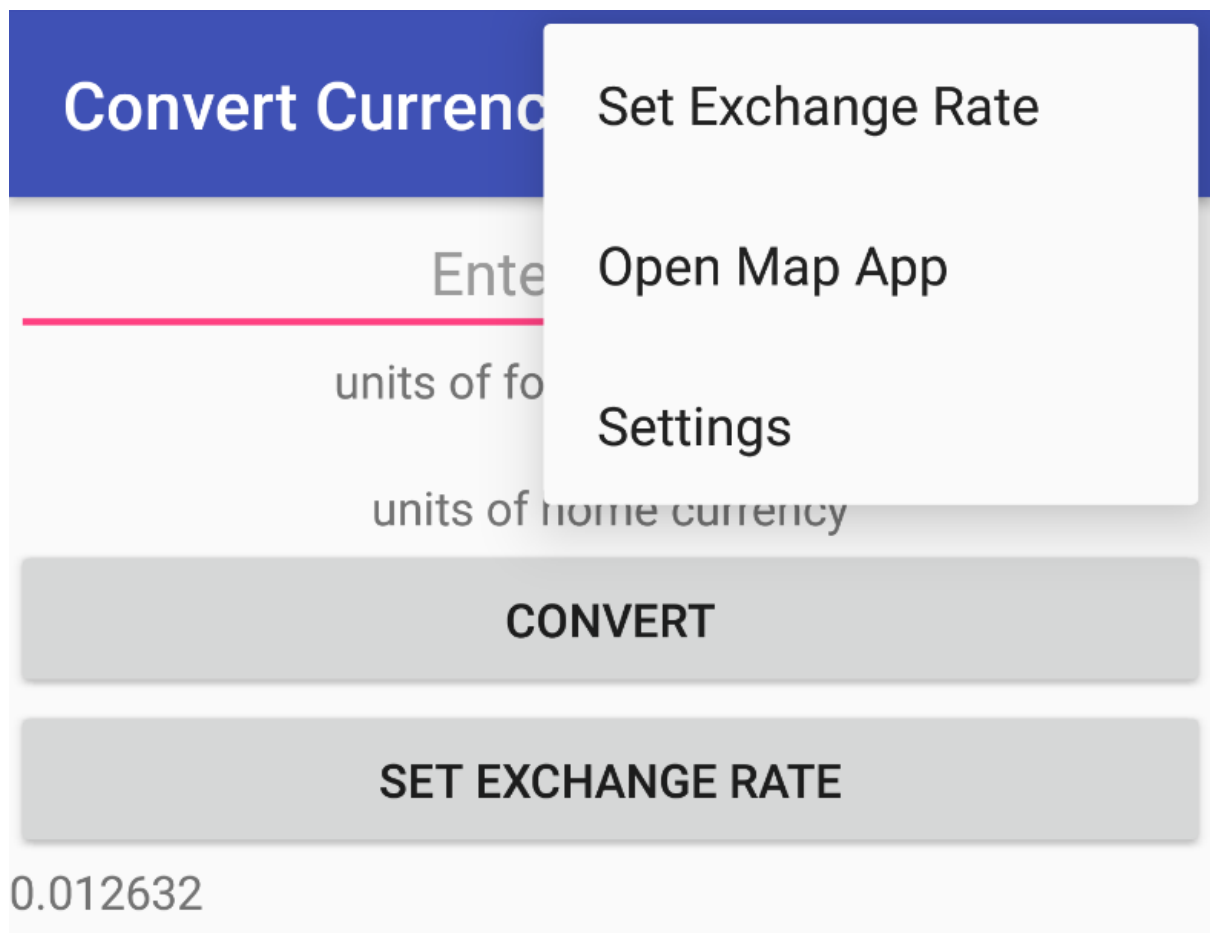 Convert Currenc
Set Exchange Rate
Open Map App
Settings
Ente
units of fo
units of home currency
CONVERT
SET EXCHANGE RATE
0.012632